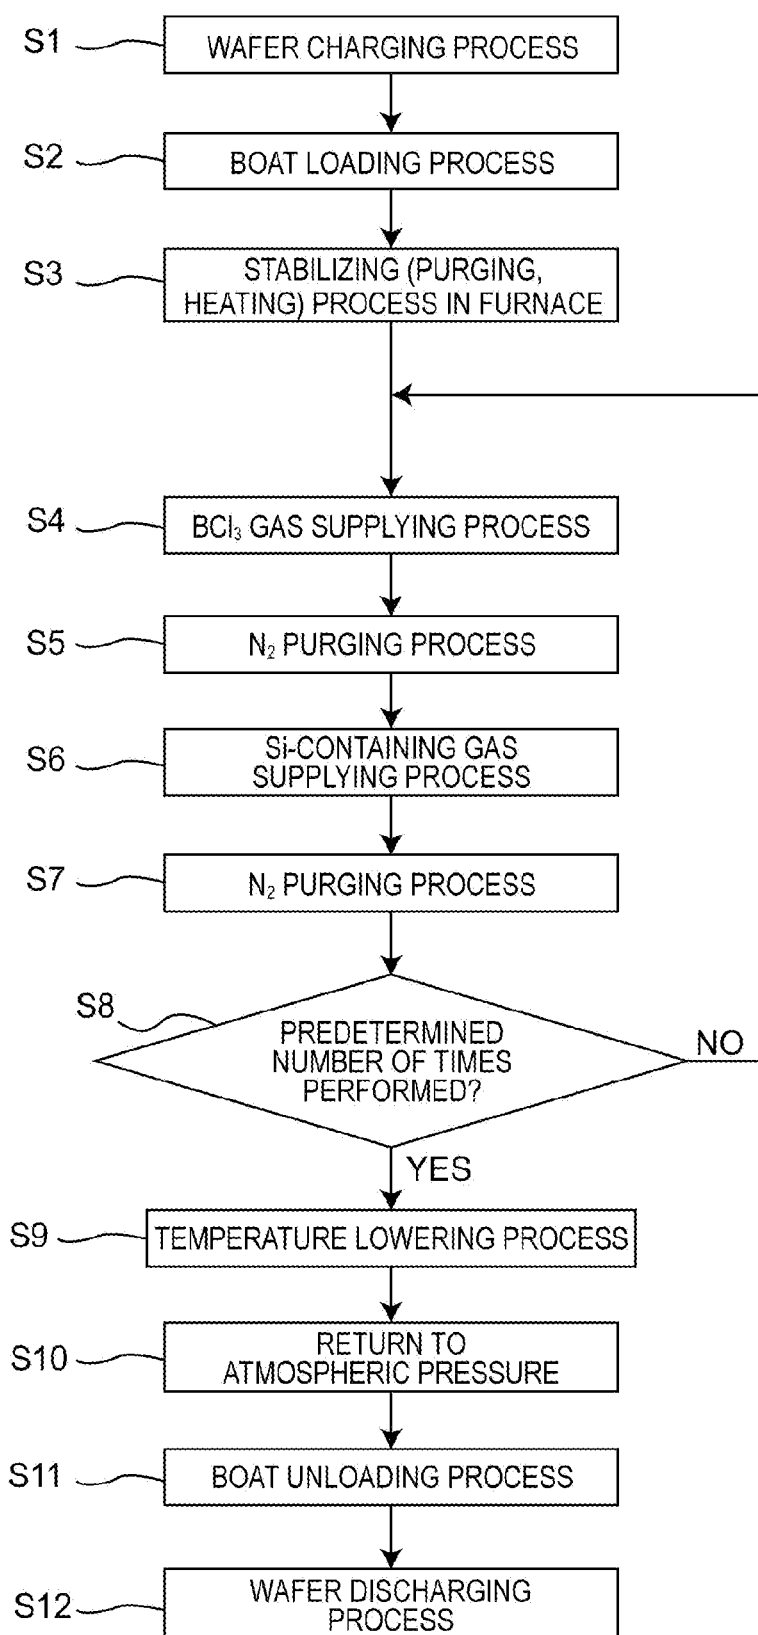 S1
WAFER CHARGING PROCESS
S2
BOAT LOADING PROCESS
S3
STABILIZING (PURGING,
HEATING) PROCESS IN FURNACE
S4
BCl₃ GAS SUPPLYING PROCESS
S5
N₂ PURGING PROCESS
S6
Si-CONTAINING GAS
SUPPLYING PROCESS
S7
N₂ PURGING PROCESS
S8
PREDETERMINED
NUMBER OF TIMES
PERFORMED?
NO
YES
S9
TEMPERATURE LOWERING PROCESS
S10
RETURN TO
ATMOSPHERIC PRESSURE
S11
BOAT UNLOADING PROCESS
S12
WAFER DISCHARGING
PROCESS